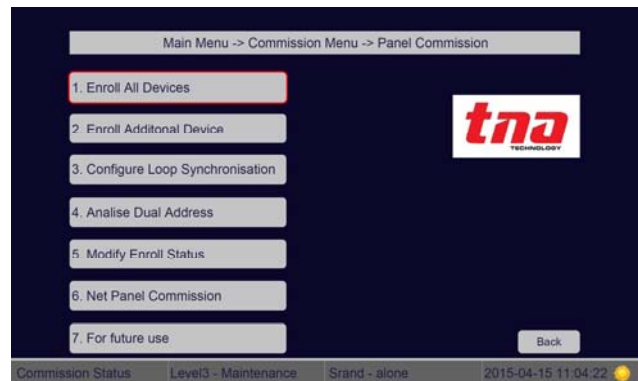 Main Menu -> Commission Menu -> Panel Commission
1. Enroll All Devices
2. Enroll Additonal Device
3. Configure Loop Synchronisation
4. Analise Dual Address
5. Modify Enroll Status
6. Net Panel Commission
7. For future use
tna
TECHNOLOGY
Back
Commission Status Level3 - Maintenance Srand - alone 2015-04-15 11:04:22